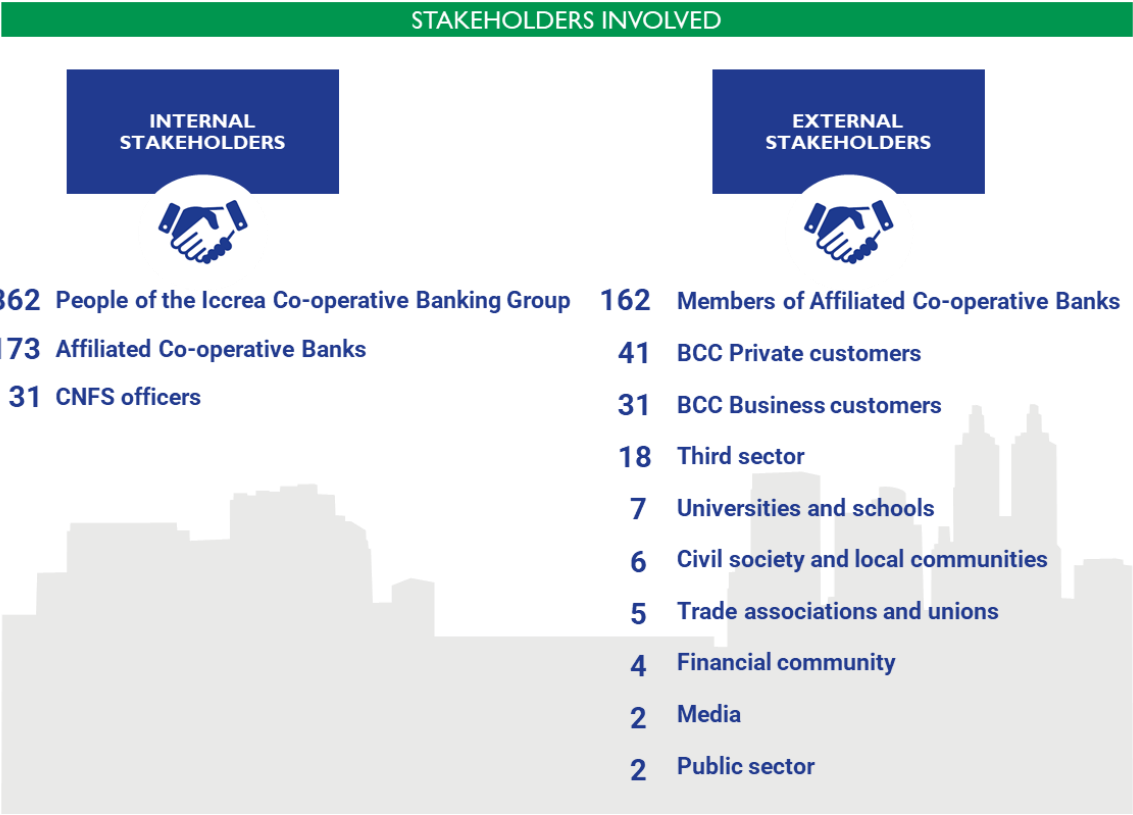 STAKEHOLDERS INVOLVED
INTERNAL
STAKEHOLDERS
People of the Iccrea Co-operative Banking Group
173 Affiliated Co-operative Banks
31 CNFS officers
EXTERNAL
STAKEHOLDERS
162 Members of Affiliated Co-operative Banks
41 BCC Private customers
31 BCC Business customers
18 Third sector
7 Universities and schools
6 Civil society and local communities
5 Trade associations and unions
4 Financial community
2 Media
2 Public sector